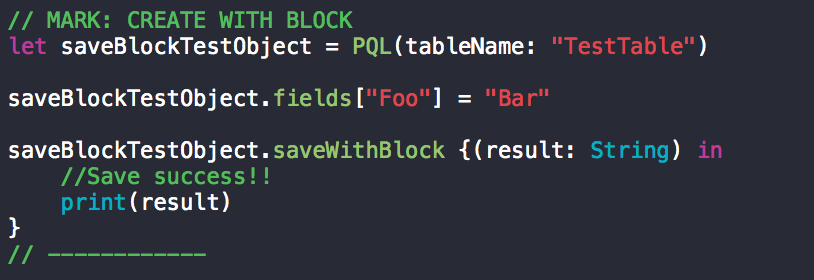 // MARK: CREATE WITH BLOCK
let saveBlockTestObject = PQL(tableName: "TestTable")
saveBlockTestObject.fields["Foo"] = "Bar"
saveBlockTestObject.saveWithBlock {(result: String) in
    //Save success!!
    print(result)
}
// ------------